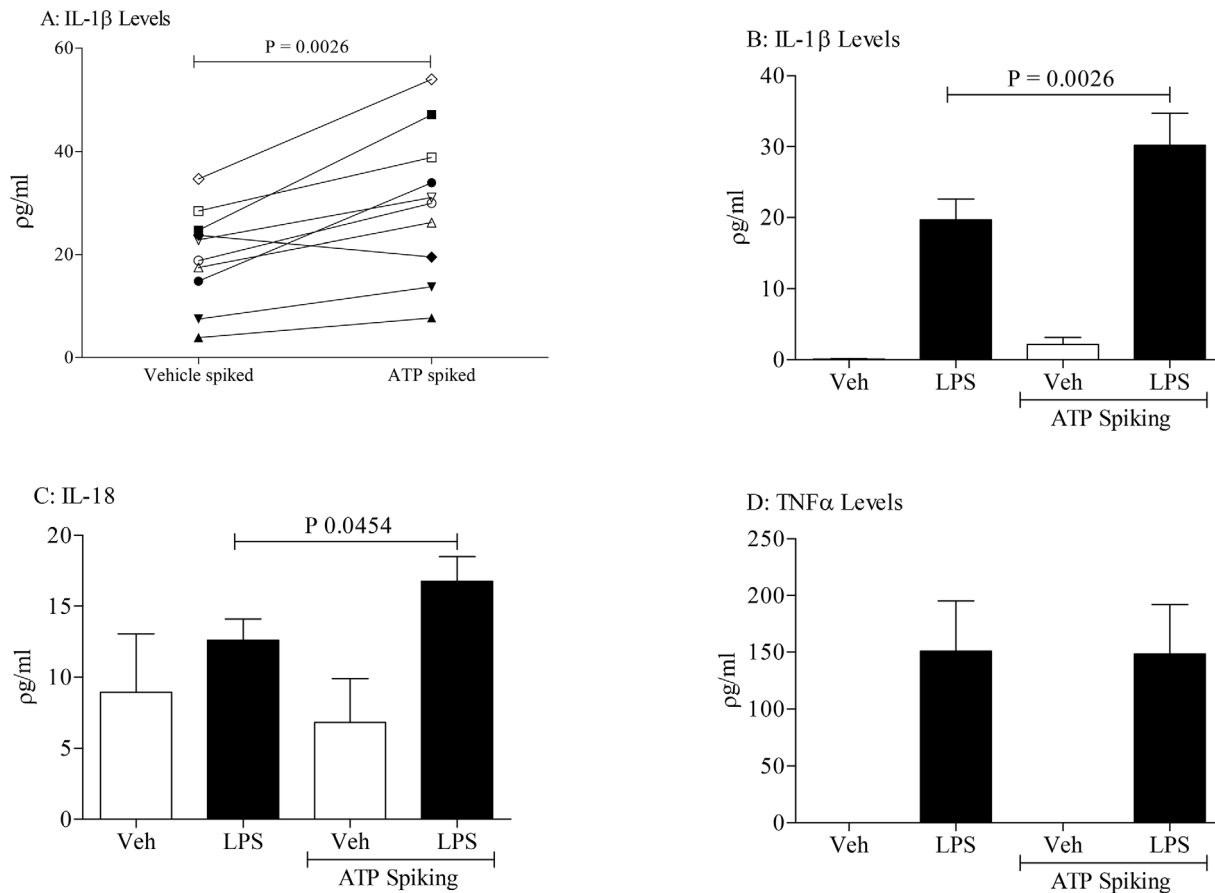 A: IL-1β Levels
P = 0.0026
60
40
20
0
ρg/ml
Vehicle spiked ATP spiked
B: IL-1β Levels
P = 0.0026
40
30
20
10
0
ρg/ml
Veh LPS Veh LPS
ATP Spiking
C: IL-18
P 0.0454
20
15
10
5
0
ρg/ml
Veh LPS Veh LPS
ATP Spiking
D: TNFα Levels
250
200
150
100
50
0
ρg/ml
Veh LPS Veh LPS
ATP Spiking